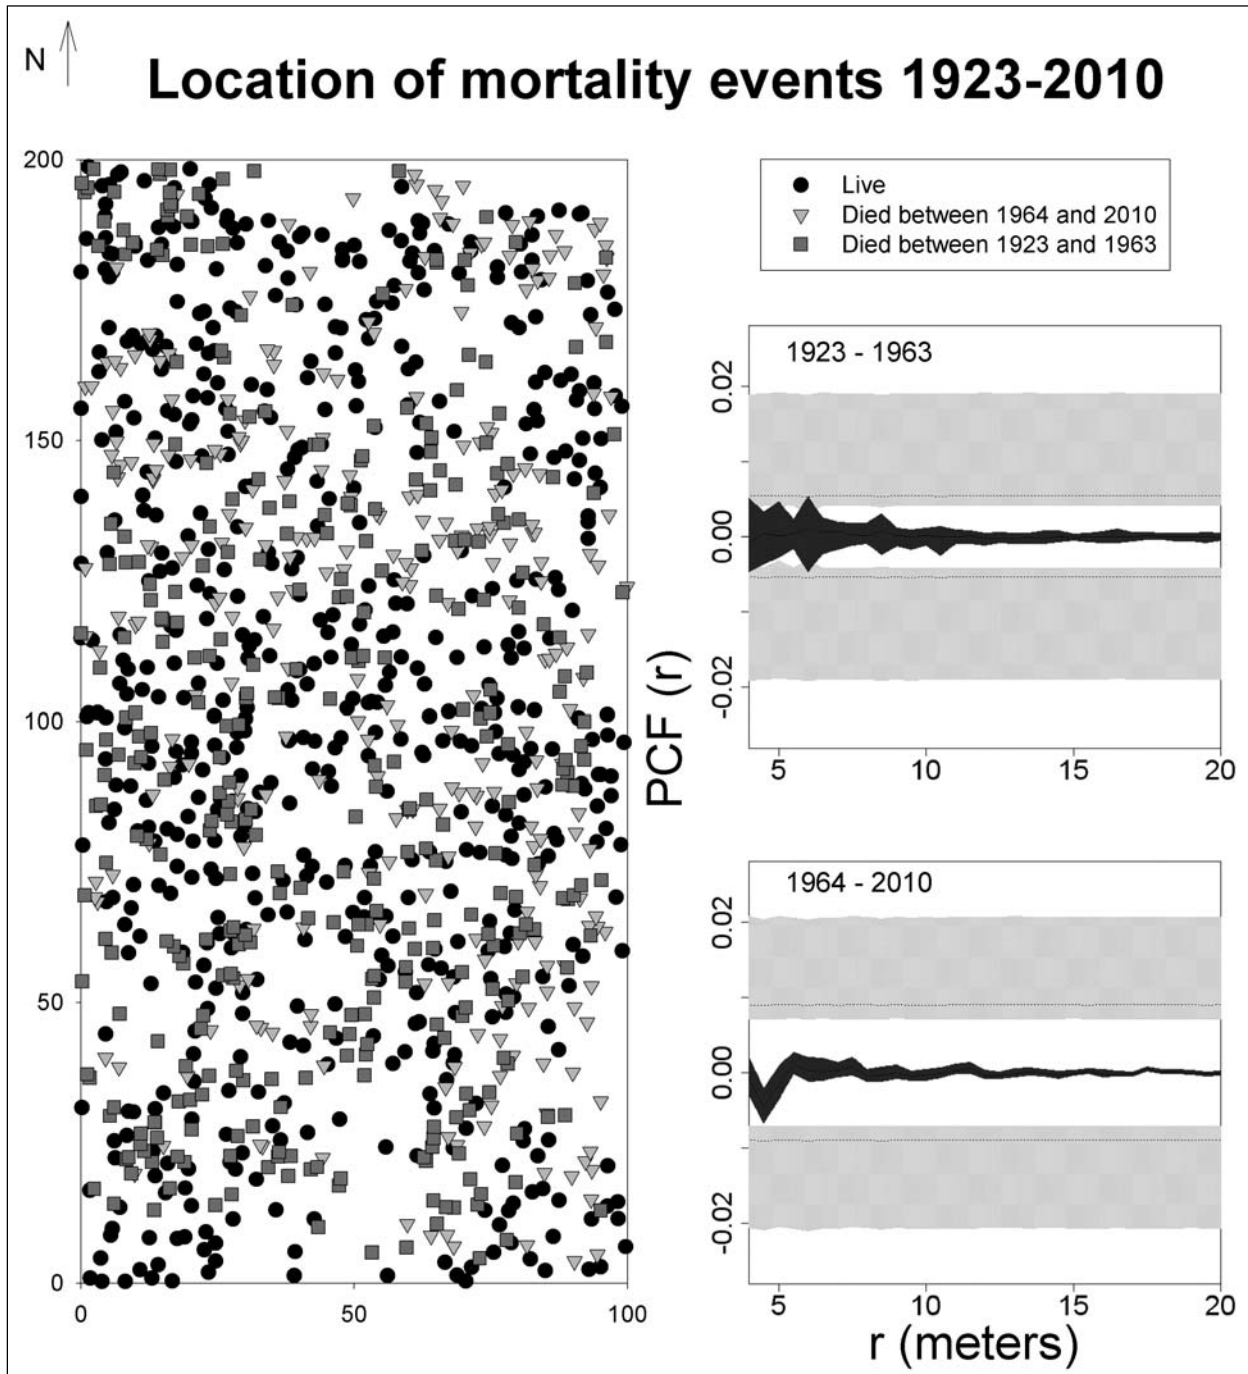 N
Location of mortality events 1923-2010
200
150
100
50
0
0
50
100
Live
Died between 1964 and 2010
Died between 1923 and 1963
PCF (r)
1923 - 1963
0.02
0.00
-0.02
5
10
15
20
1964 - 2010
0.02
0.00
-0.02
5
10
15
20
r (meters)